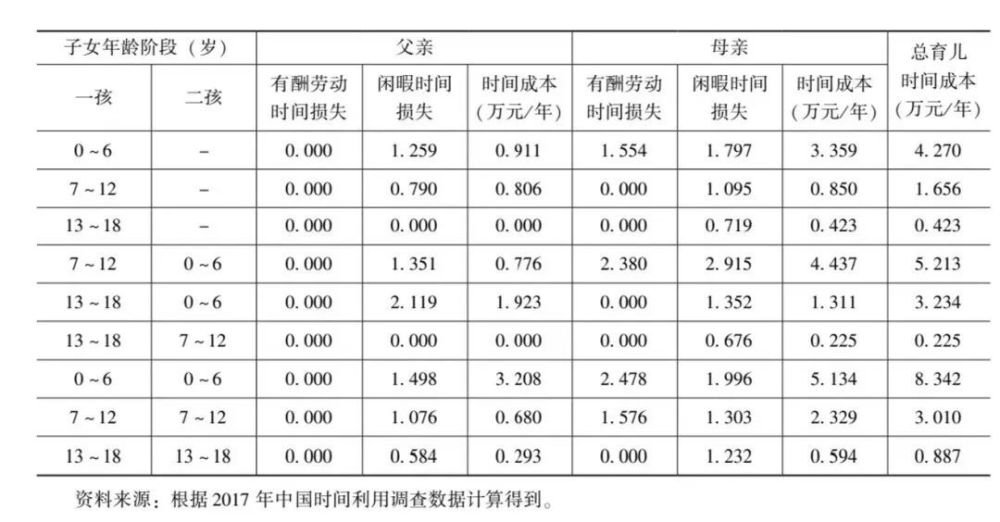 子女年龄阶段（岁） 父亲 母亲 总育儿时间成本（万元/年）
一孩 二孩 有酬劳动时间损失 闲暇时间损失 时间成本（万元/年） 有酬劳动时间损失 闲暇时间损失 时间成本（万元/年）
0~6 – 0.000 1.259 0.911 1.554 1.797 3.359 4.270
7~12 – 0.000 0.790 0.806 0.000 1.095 0.850 1.656
13~18 – 0.000 0.000 0.000 0.000 0.719 0.423 0.423
7~12 0~6 0.000 1.351 0.776 2.380 2.915 4.437 5.213
13~18 0~6 0.000 2.119 1.923 0.000 1.352 1.311 3.234
13~18 7~12 0.000 0.000 0.000 0.000 0.676 0.225 0.225
0~6 0~6 0.000 1.498 3.208 2.478 1.996 5.134 8.342
7~12 7~12 0.000 1.076 0.680 1.576 1.303 2.329 3.010
13~18 13~18 0.000 0.584 0.293 0.000 1.232 0.594 0.887
资料来源：根据2017年中国时间利用调查数据计算得到。